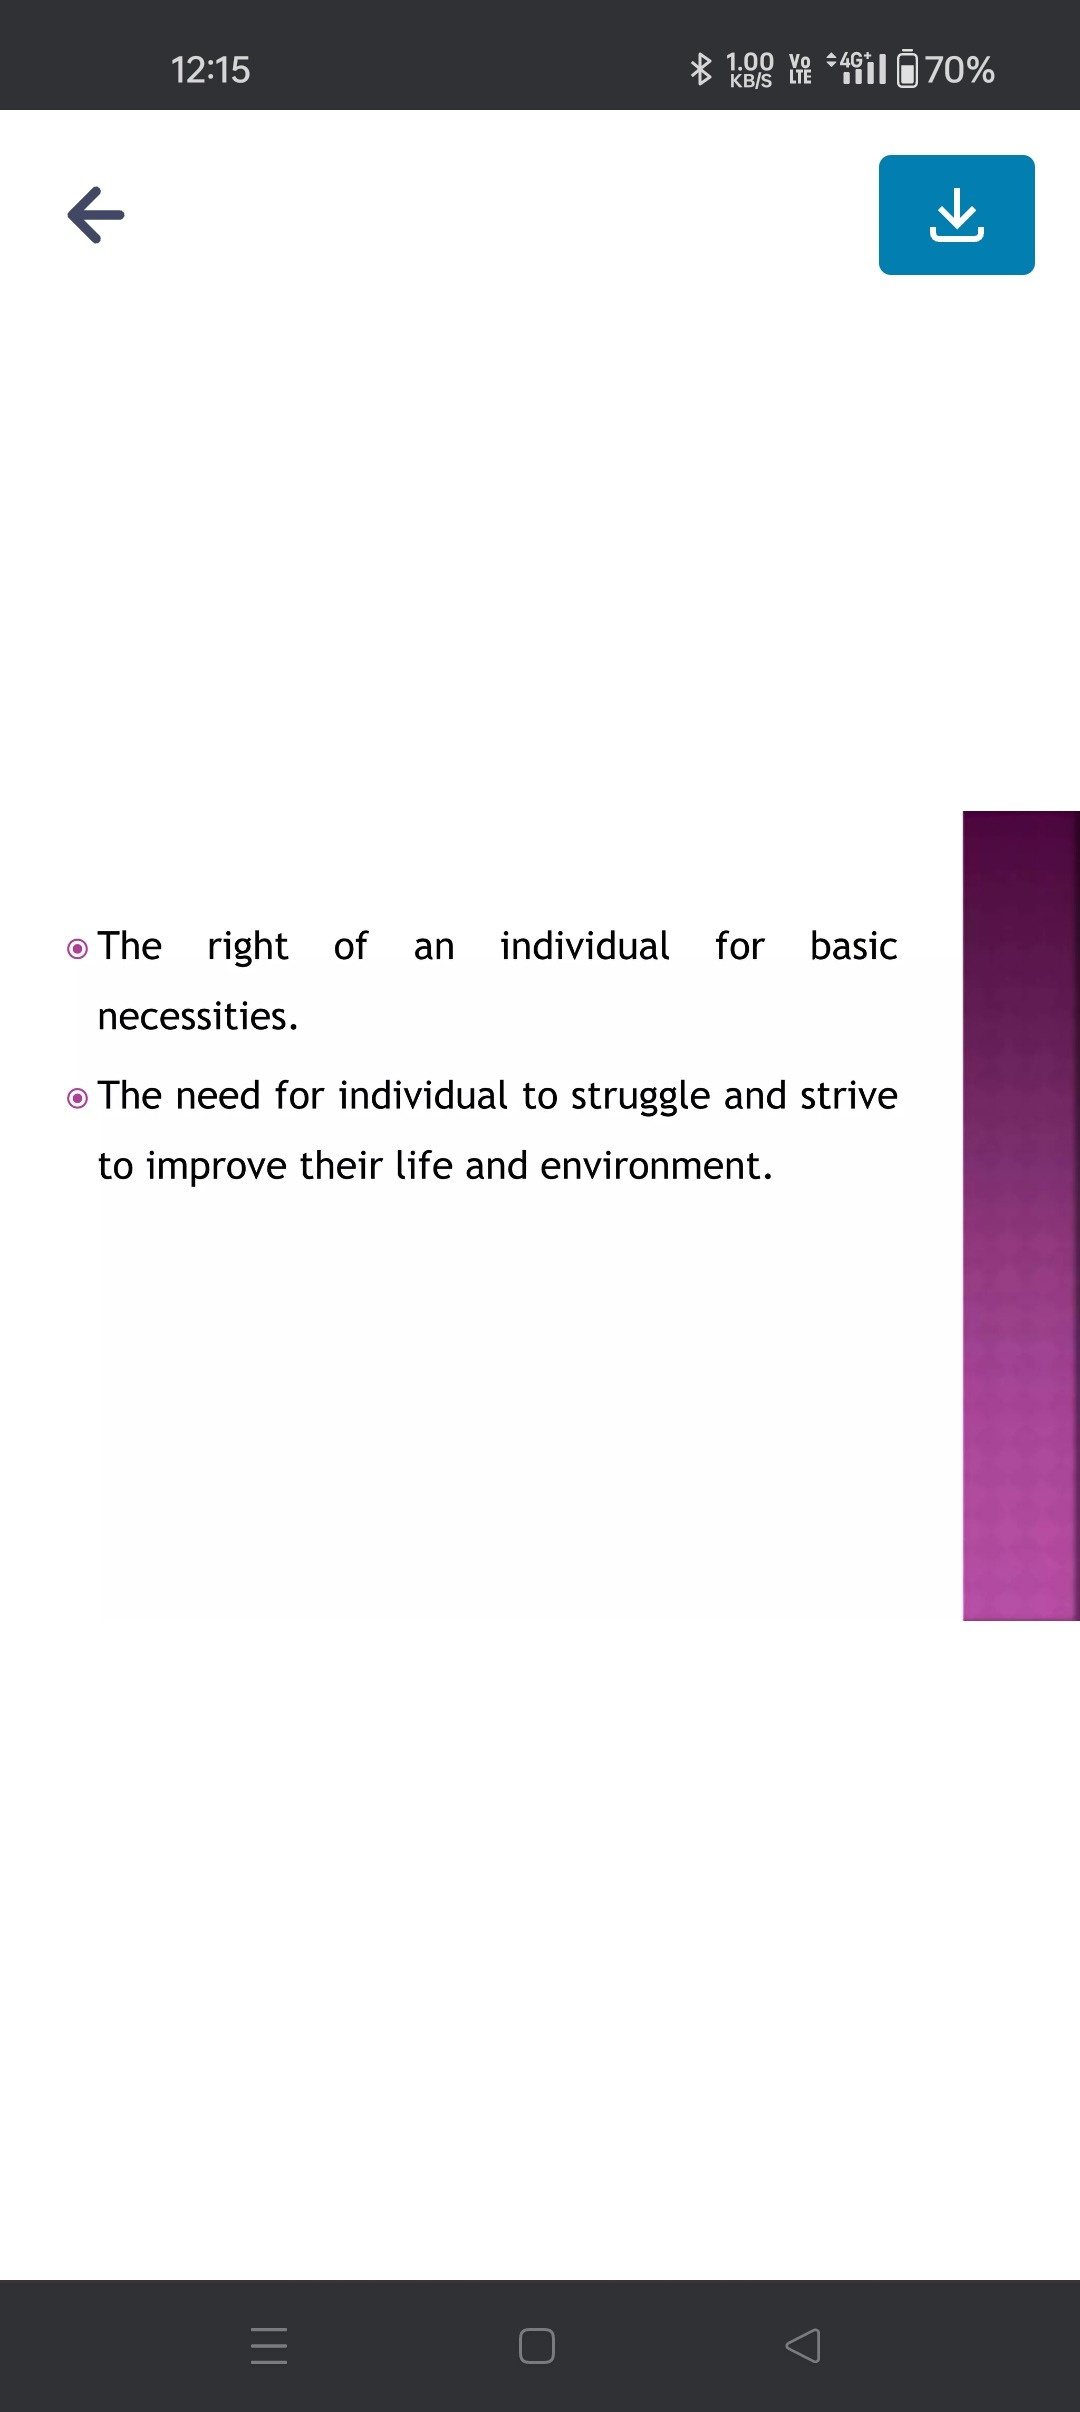 12:15
1.00 KB/S Vo LTE 4G+ 70%
The right of an individual for basic
necessities.
The need for individual to struggle and strive
to improve their life and environment.